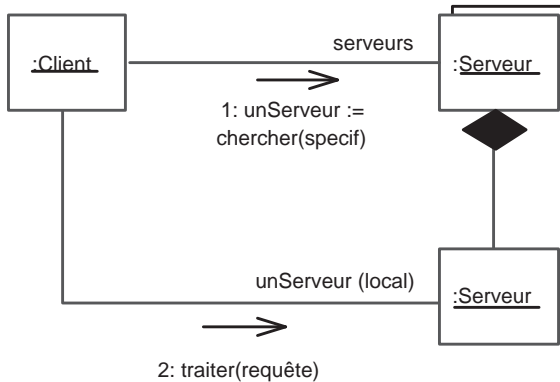 serveurs
:Client
:Serveur
1: unServeur :=
chercher(specif)
unServeur (local)
:Serveur
2: traiter(requête)